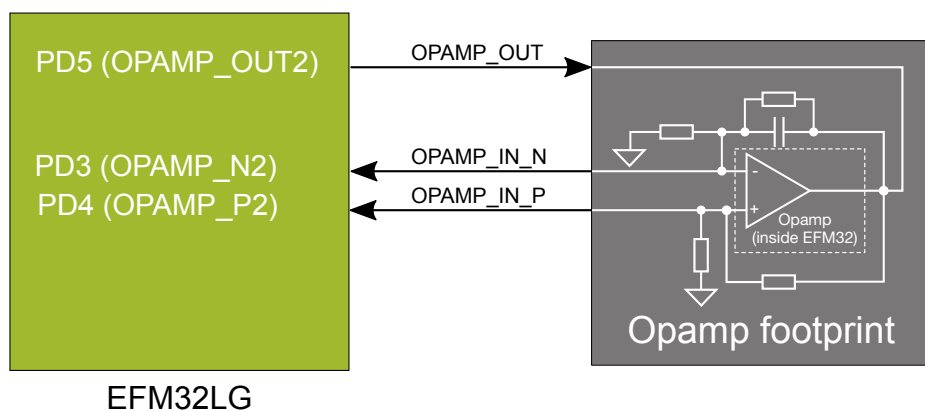 PD5 (OPAMP_OUT2)
OPAMP_OUT
PD3 (OPAMP_N2)
OPAMP_IN_N
PD4 (OPAMP_P2)
OPAMP_IN_P
-
+
Opamp
(inside EFM32)
Opamp footprint
EFM32LG